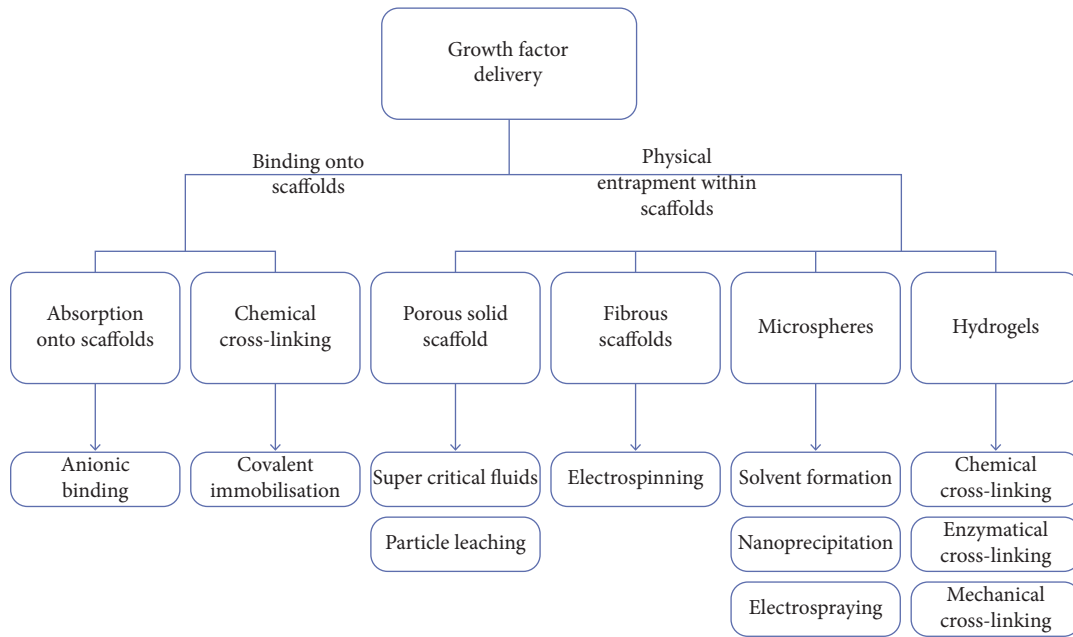 Growth factor
delivery
Binding onto
scaffolds
Physical
entrapment within
scaffolds
Absorption
onto scaffolds
Chemical
cross-linking
Porous solid
scaffold
Fibrous
scaffolds
Microspheres
Hydrogels
Anionic
binding
Covalent
immobilisation
Super critical fluids
Electrospinning
Solvent formation
Chemical
cross-linking
Particle leaching
Nanoprecipitation
Enzymatical
cross-linking
Electrospraying
Mechanical
cross-linking